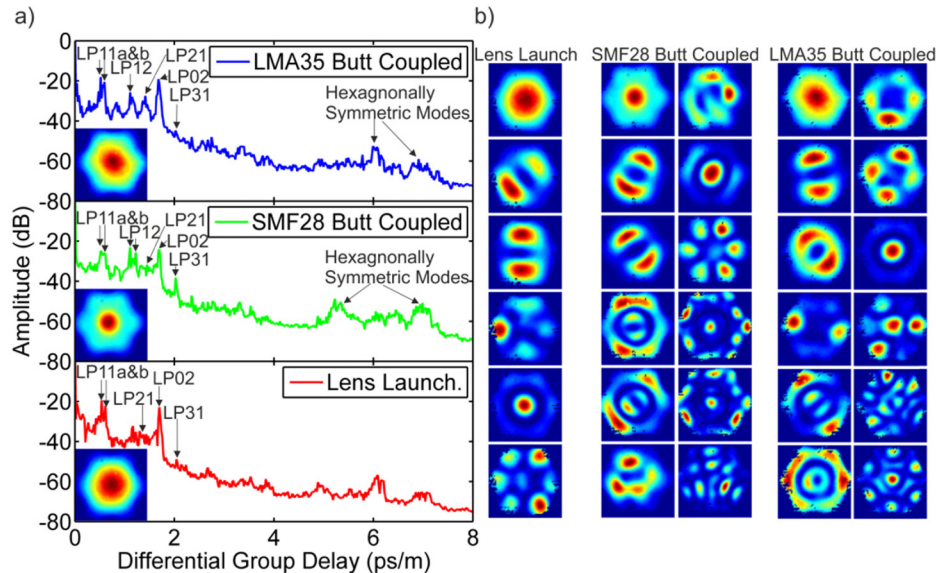 a)
b)
0
-20
-40
-60
-80
LP11a&b
LP12
LP21
LP02
LP31
LMA35 Butt Coupled
Hexagnonally
Symmetric Modes
-20
-40
-60
-80
LP11a&b
LP12
LP21
LP02
LP31
SMF28 Butt Coupled
Hexagnonally
Symmetric Modes
-20
-40
-60
-80
LP11a&b
LP21
LP02
LP31
Lens Launch.
Amplitude (dB)
0 2 4 6 8
Differential Group Delay (ps/m)
Lens Launch SMF28 Butt Coupled LMA35 Butt Coupled